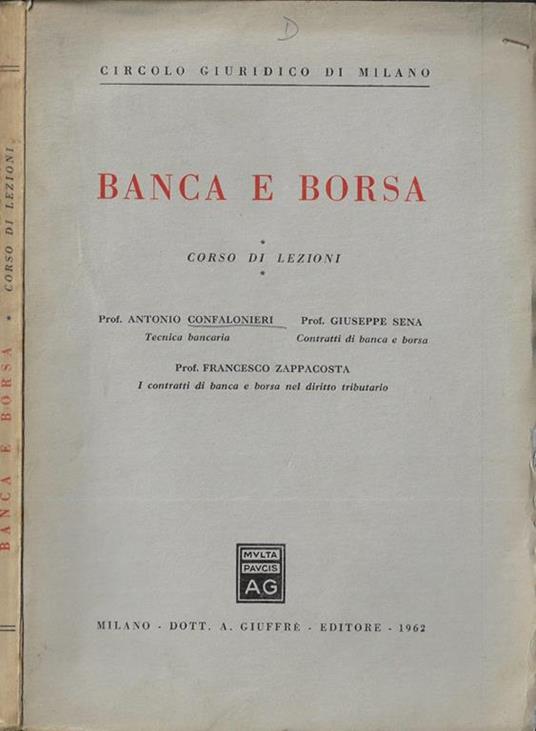 D
CIRCOLO GIURIDICO DI MILANO
BANCA E BORSA
*
CORSO DI LEZIONI
*
Prof. ANTONIO CONFALONIERI
Tecnica bancaria
Prof. GIUSEPPE SENA
Contratti di banca e borsa
Prof. FRANCESCO ZAPPACOSTA
I contratti di banca e borsa nel diritto tributario
MVLTA
PAVCIS
AG
MILANO - DOTT. A. GIUFFRÈ - EDITORE - 1962
BANCA E BORSA * CORSO DI LEZIONI